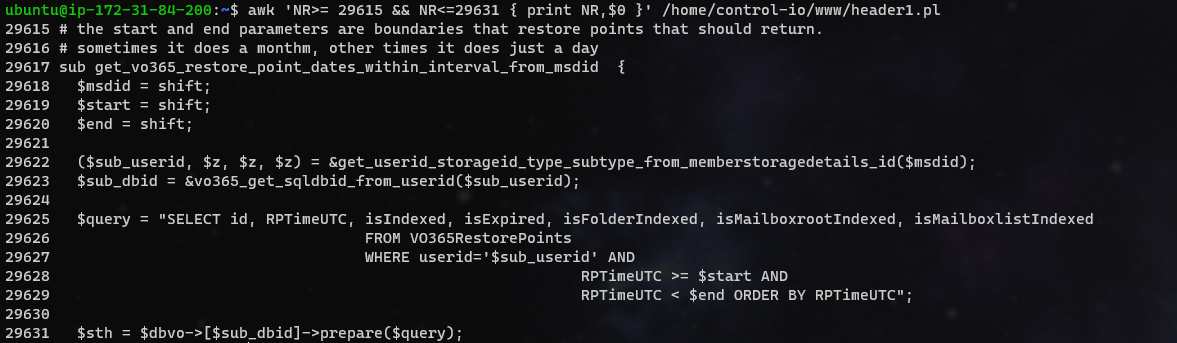 ubuntu@ip-172-31-84-200:~$ awk 'NR>= 29615 && NR<=29631 { print NR,$0 }' /home/control-io/www/header1.pl
29615 # the start and end parameters are boundaries that restore points that should return.
29616 # sometimes it does a monthm, other times it does just a day
29617 sub get_vo365_restore_point_dates_within_interval_from_msdid  {
29618   $msdid = shift;
29619   $start = shift;
29620   $end = shift;
29621
29622   ($sub_userid, $z, $z, $z) = &get_userid_storageid_type_subtype_from_memberstoragedetails_id($msdid);
29623   $sub_dbid = &vo365_get_sqldbid_from_userid($sub_userid);
29624
29625   $query = "SELECT id, RPTimeUTC, isIndexed, isExpired, isFolderIndexed, isMailboxrootIndexed, isMailboxlistIndexed
29626                                   FROM VO365RestorePoints
29627                                   WHERE userid='$sub_userid' AND
29628                                                           RPTimeUTC >= $start AND
29629                                                           RPTimeUTC < $end ORDER BY RPTimeUTC";
29630
29631   $sth = $dbvo->[$sub_dbid]->prepare($query);